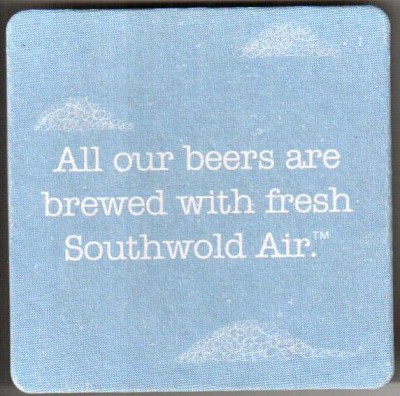 All our beers are
brewed with fresh
Southwold Air.™